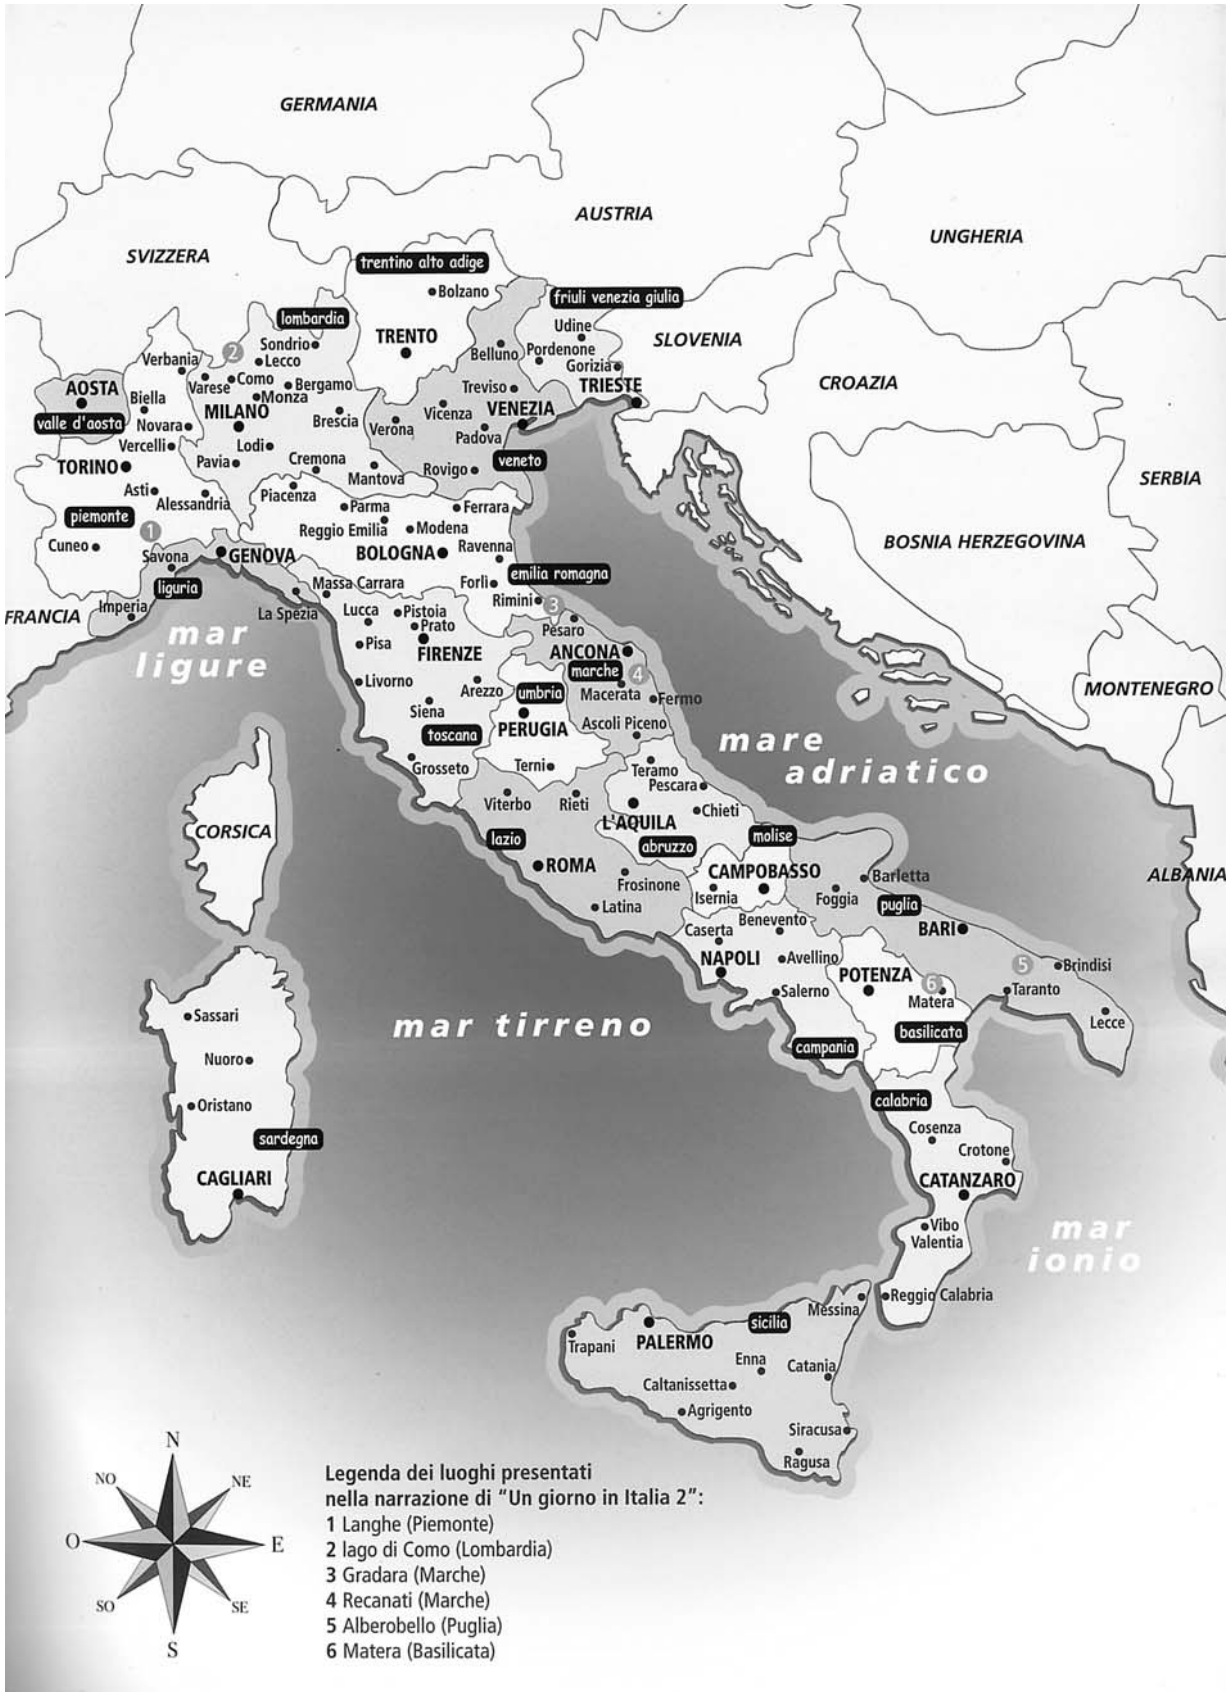 GERMANIA
AUSTRIA
UNGHERIA
SVIZZERA
trentino alto adige
Bolzano
friuli venezia giulia
lombardia
Udine
TRENTO
SLOVENIA
Sondrio
Pordenone
Belluno
2
Lecco
Verbania
Gorizia
CROAZIA
AOSTA
Varese
Como
Bergamo
Treviso
TRIESTE
Biella
Monza
MILANO
Vicenza
VENEZIA
valle d'aosta
Novara
Brescia
Verona
Padova
Vercelli
Lodi
TORINO
Pavia
Cremona
Rovigo
veneto
Mantova
SERBIA
Asti
Alessandria
Piacenza
Parma
Ferrara
piemonte
1
Reggio Emilia
Modena
Cuneo
BOSNIA HERZEGOVINA
Savona
GENOVA
BOLOGNA
Ravenna
liguria
Massa Carrara
Forlì
emilia romagna
Imperia
La Spezia
Lucca
Pistoia
Rimini
3
FRANCIA
Prato
Pesaro
mar
ligure
Pisa
FIRENZE
ANCONA
marche
4
Livorno
Arezzo
umbria
Macerata
Fermo
MONTENEGRO
Siena
toscana
PERUGIA
Ascoli Piceno
mare
adriatico
Grosseto
Terni
Teramo
Pescara
Viterbo
Rieti
Chieti
CORSICA
L'AQUILA
lazio
abruzzo
molise
ROMA
CAMPOBASSO
ALBANIA
Frosinone
Isernia
Barletta
Foggia
puglia
Latina
Benevento
Caserta
BARI
NAPOLI
Avellino
POTENZA
5
Brindisi
6
Salerno
Matera
Taranto
Sassari
mar tirreno
Lecce
basilicata
campania
Nuoro
calabria
Oristano
Cosenza
sardegna
Crotone
CAGLIARI
CATANZARO
Vibo
Valentia
mar
ionio
Messina
Reggio Calabria
sicilia
Trapani
PALERMO
Enna
Catania
Caltanissetta
Agrigento
Siracusa
Ragusa
N
NO
NE
O
E
SO
SE
S
Legenda dei luoghi presentati
nella narrazione di “Un giorno in Italia 2”:
1 Langhe (Piemonte)
2 lago di Como (Lombardia)
3 Gradara (Marche)
4 Recanati (Marche)
5 Alberobello (Puglia)
6 Matera (Basilicata)